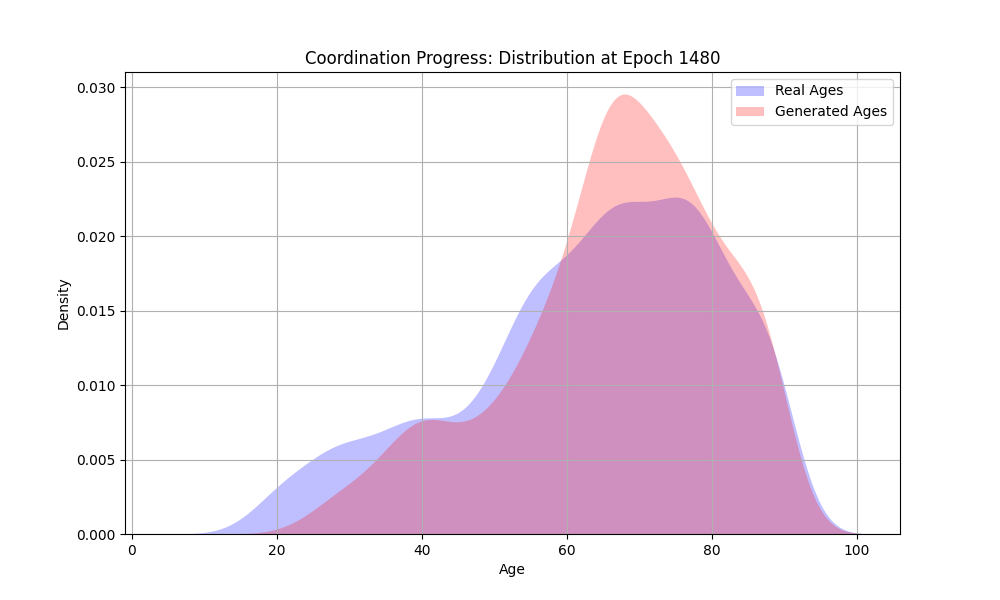 Coordination Progress: Distribution at Epoch 1480
Real Ages
Generated Ages
0.030
0.025
0.020
0.015
0.010
0.005
0.000
Density
0 20 40 60 80 100
Age